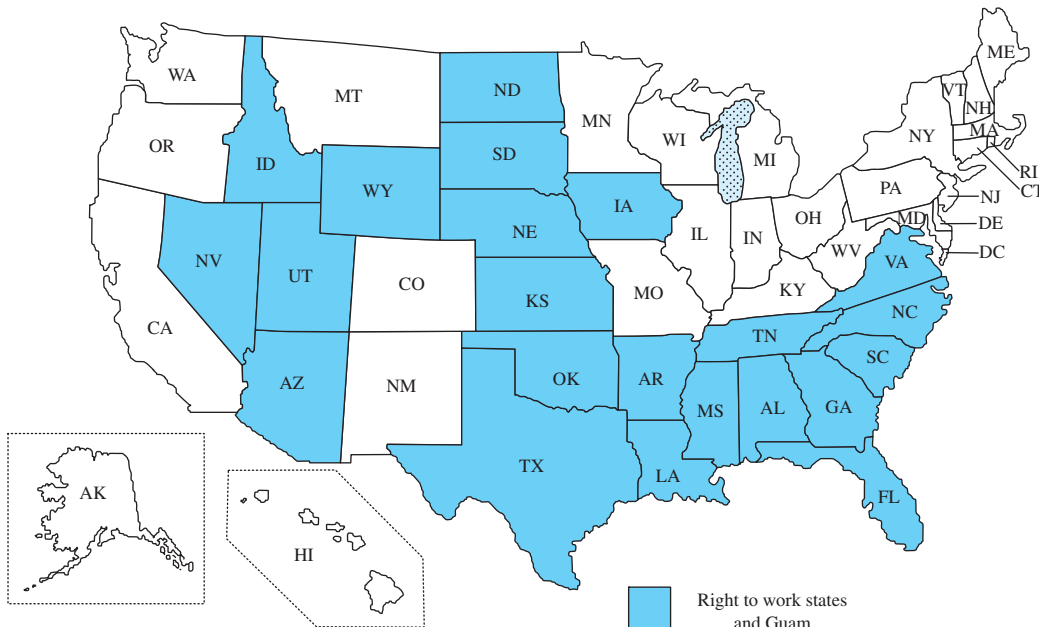 WA
MT
ND
MN
ME
VT
NH
OR
ID
SD
WI
MI
NY
MA
RI
CT
WY
IA
PA
NJ
NV
UT
NE
IL
IN
OH
MD
DE
DC
CO
KS
MO
WV
VA
KY
CA
NC
TN
AZ
NM
OK
AR
SC
MS
AL
GA
TX
LA
FL
AK
HI
Right to work states
and Guam